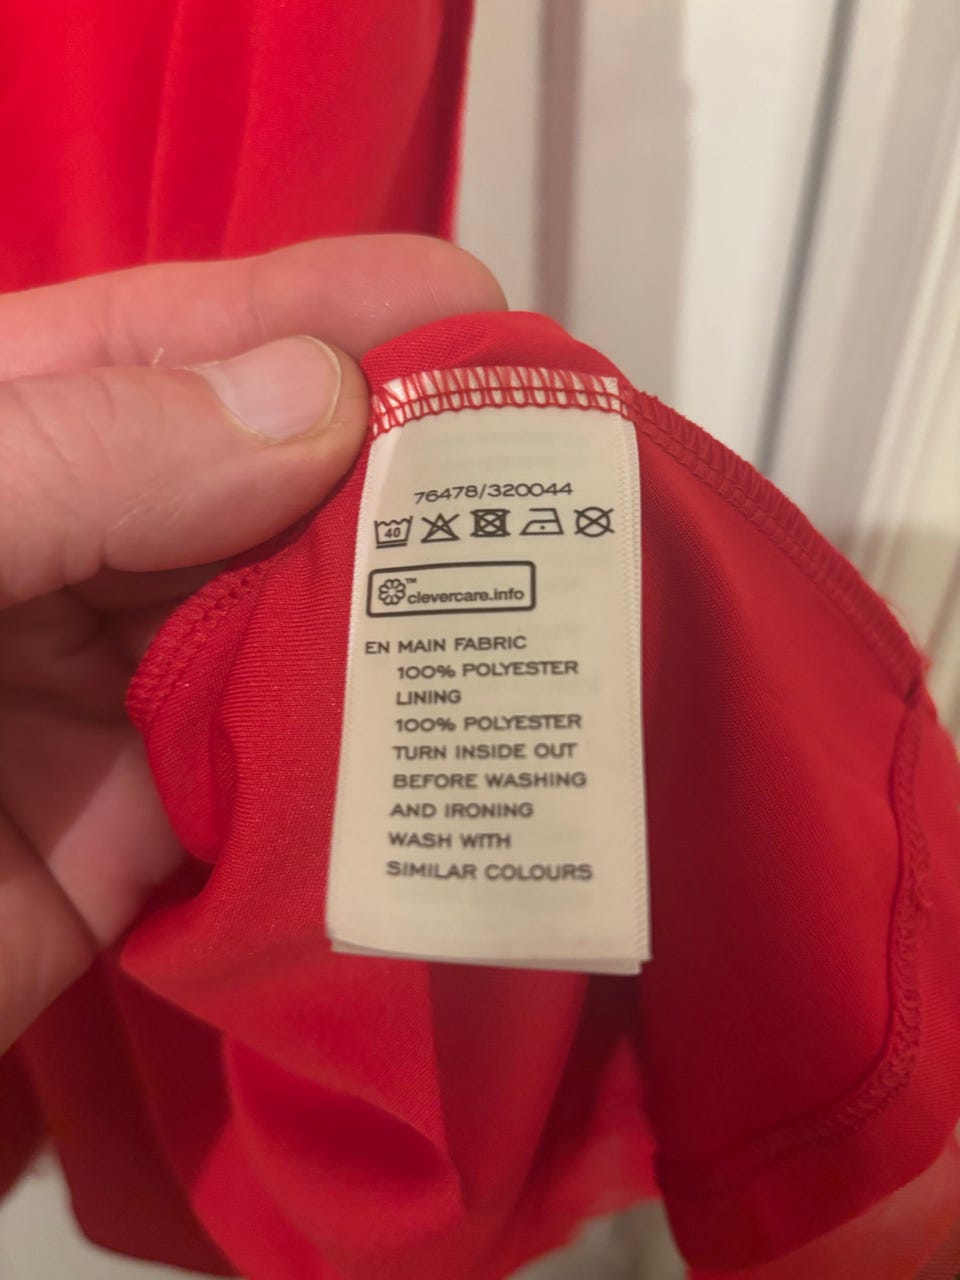 76478/320044
40
™ clevercare.info
EN MAIN FABRIC
100% POLYESTER
LINING
100% POLYESTER
TURN INSIDE OUT
BEFORE WASHING
AND IRONING
WASH WITH
SIMILAR COLOURS